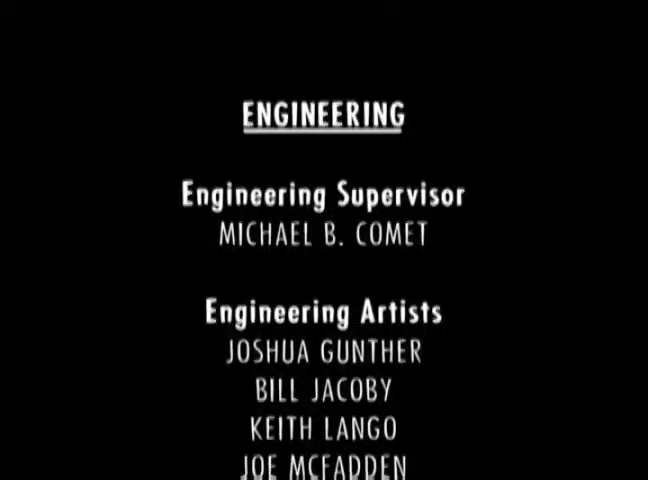 ENGINEERING
Engineering Supervisor
MICHAEL B. COMET
Engineering Artists
JOSHUA GUNTHER
BILL JACOBY
KEITH LANGO
JOE MCFADDEN